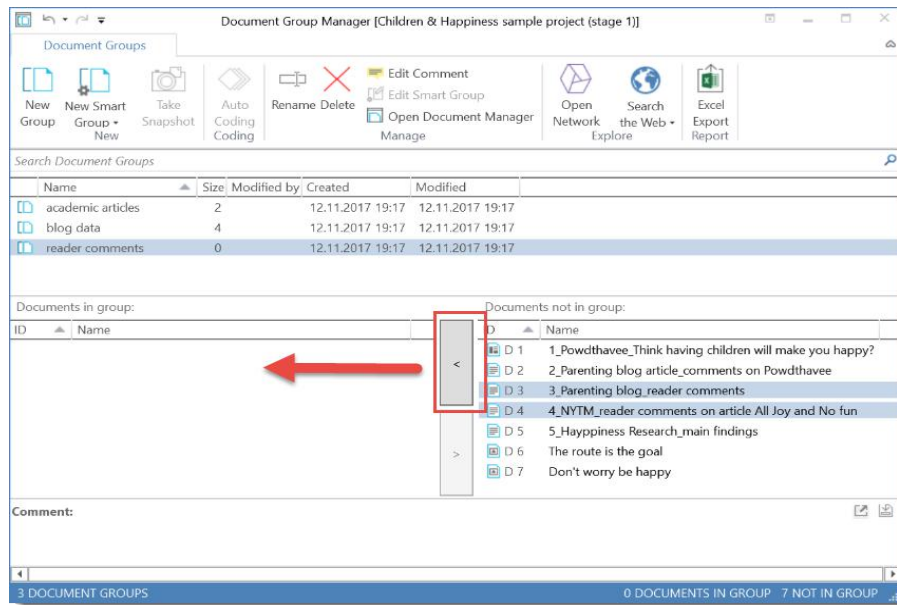 Document Group Manager [Children & Happiness sample project (stage 1)]
Document Groups
New Group
New Smart Group
Take Snapshot
New
Auto Coding
Coding
Rename
Delete
Edit Comment
Edit Smart Group
Open Document Manager
Manage
Open Network
Search the Web
Explore
Excel Export
Report
Search Document Groups
Name Size Modified by Created Modified
academic articles 2 12.11.2017 19:17 12.11.2017 19:17
blog data 4 12.11.2017 19:17 12.11.2017 19:17
reader comments 0 12.11.2017 19:17 12.11.2017 19:17
Documents in group:
ID Name
<
>
Documents not in group:
D Name
D 1 1_Powdthavee_Think having children will make you happy?
D 2 2_Parenting blog article_comments on Powdthavee
D 3 3_Parenting blog_reader comments
D 4 4_NYTM_reader comments on article All Joy and No fun
D 5 5_Hayppiness Research_main findings
D 6 The route is the goal
D 7 Don't worry be happy
Comment:
3 DOCUMENT GROUPS
0 DOCUMENTS IN GROUP 7 NOT IN GROUP